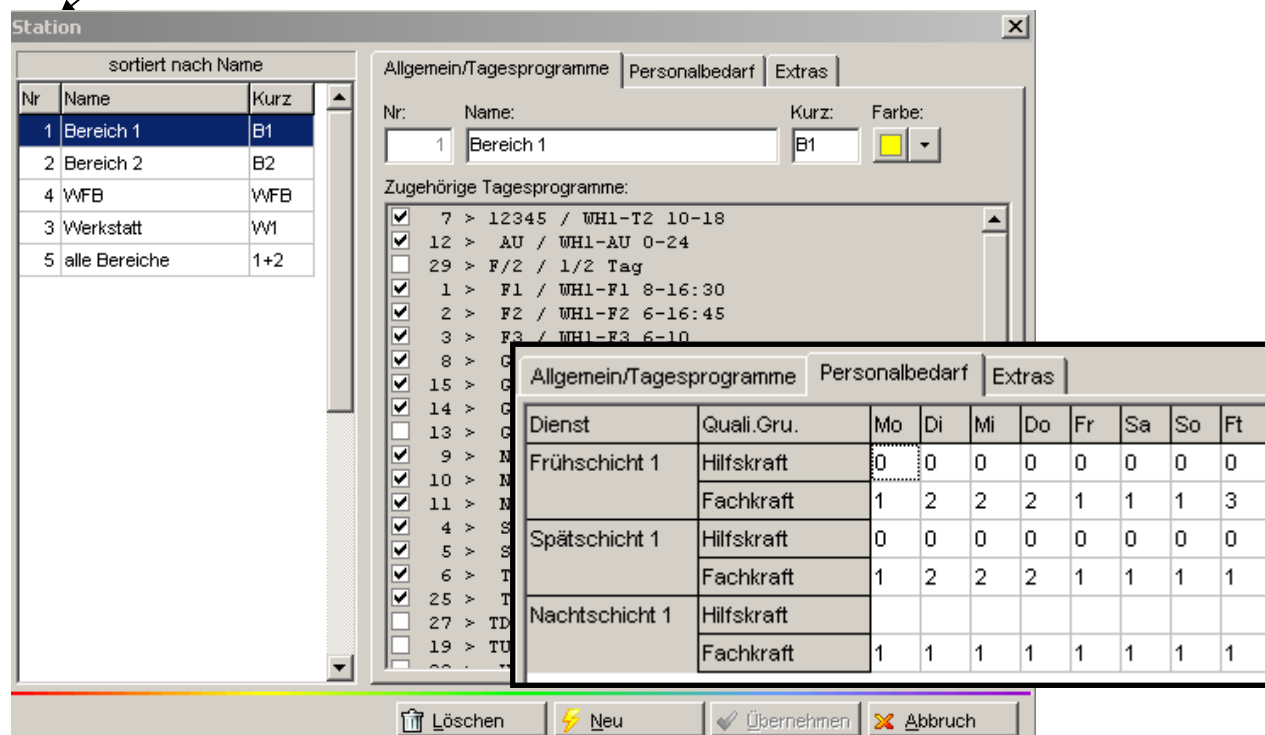 Station
sortiert nach Name
Nr Name Kurz
1 Bereich 1 B1
2 Bereich 2 B2
4 WFB WFB
3 Werkstatt W1
5 alle Bereiche 1+2
Allgemein/Tagesprogramme Personalbedarf Extras
Nr: Name: Kurz: Farbe:
1 Bereich 1 B1
Zugehörige Tagesprogramme:
7 > 12345 / WH1-T2 10-18
12 > AU / WH1-AU 0-24
29 > F/2 / 1/2 Tag
1 > F1 / WH1-F1 8-16:30
2 > F2 / WH1-F2 6-16:45
3 > F3 / WH1-F3 6-10
8 > G
15 > G
14 > G
13 > G
9 > N
10 > N
11 > N
4 > S
5 > S
6 > T
25 > T
27 > TD
19 > TU
Allgemein/Tagesprogramme Personalbedarf Extras
Dienst Quali.Gru. Mo Di Mi Do Fr Sa So Ft
Frühschicht 1 Hilfskraft 0 0 0 0 0 0 0 0
Fachkraft 1 2 2 2 1 1 1 3
Spätschicht 1 Hilfskraft 0 0 0 0 0 0 0 0
Fachkraft 1 2 2 2 1 1 1 1
Nachtschicht 1 Hilfskraft
Fachkraft 1 1 1 1 1 1 1 1
Löschen Neu Übernehmen Abbruch